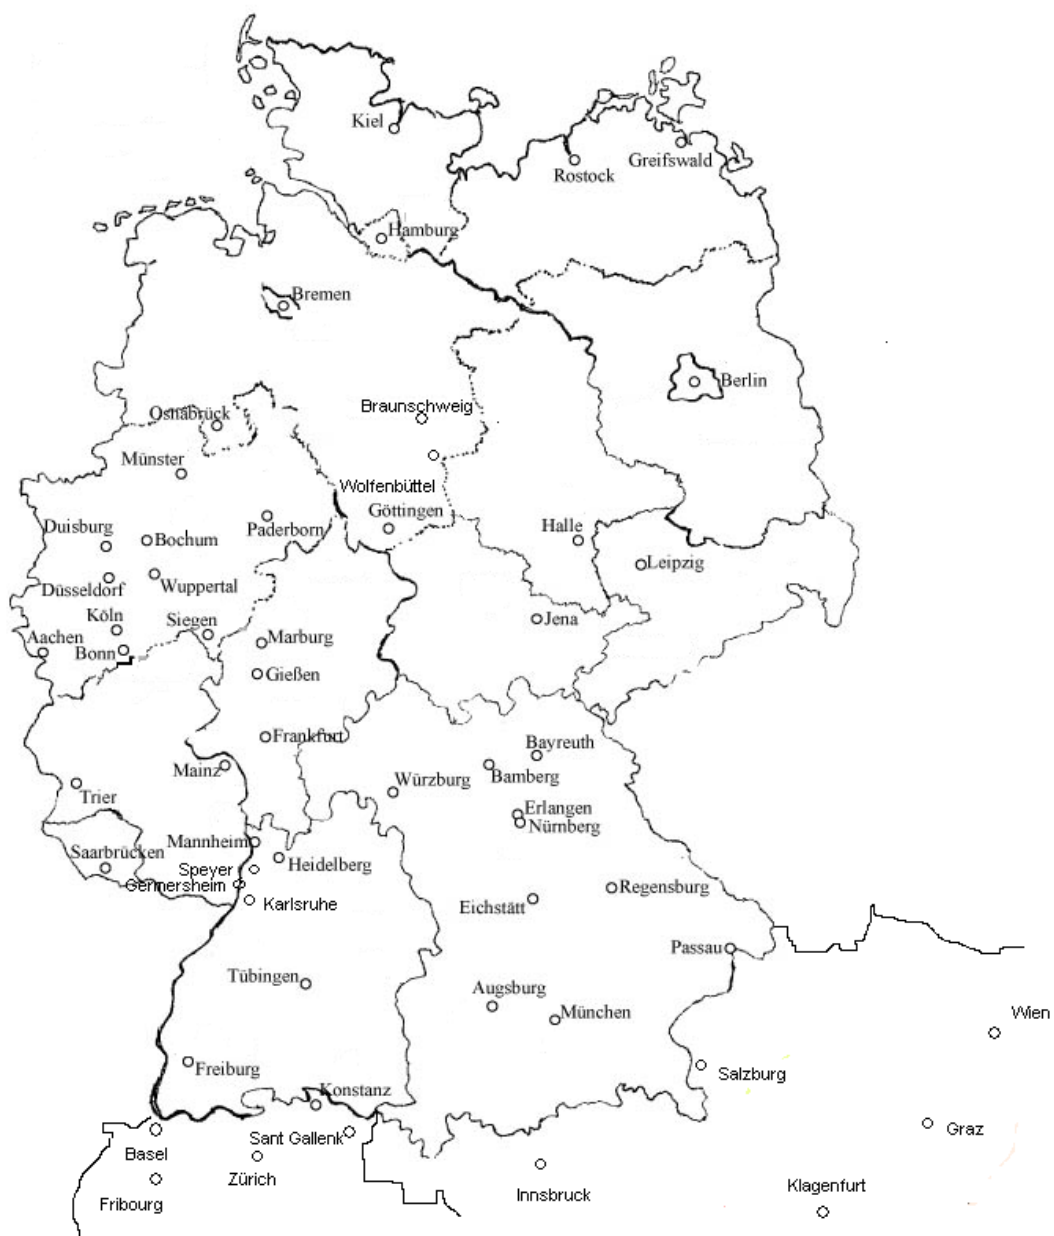 Kiel
Greifswald
Rostock
Hamburg
Bremen
Berlin
Braunschweig
Osnabrück
Münster
Wolfenbüttel
Göttingen
Duisburg
Paderborn
Halle
Bochum
Leipzig
Düsseldorf
Wuppertal
Köln
Siegen
Jena
Aachen
Bonn
Marburg
Gießen
Frankfurt
Bayreuth
Mainz
Würzburg
Bamberg
Trier
Erlangen
Nürnberg
Mannheim
Saarbrücken
Heidelberg
Speyer
Germersheim
Regensburg
Karlsruhe
Eichstätt
Passau
Tübingen
Augsburg
München
Wien
Freiburg
Salzburg
Konstanz
Sant Gallenk
Graz
Basel
Zürich
Klagenfurt
Innsbruck
Fribourg